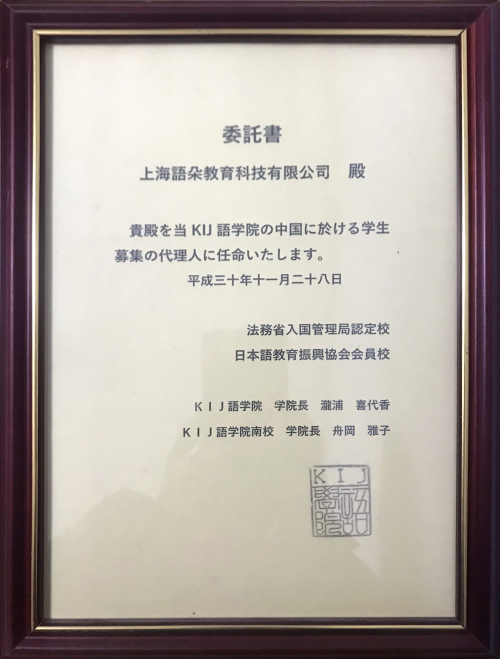 委託書
上海語朵教育科技有限公司　殿
貴殿を当 KIJ 語学院の中国に於ける学生
募集の代理人に任命いたします。
平成三十年十一月二十八日
法務省入国管理局認定校
日本語教育振興協会会員校
ＫＩＪ語学院　学院長　瀧浦　喜代香
ＫＩＪ語学院南校　学院長　舟岡　雅子
KIJ
語
學院